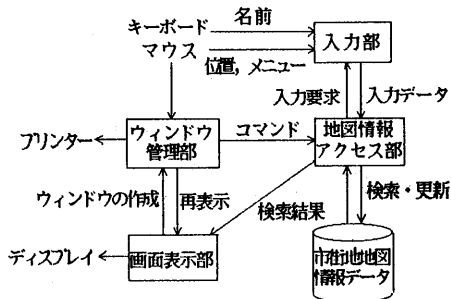 キーボード
マウス
名前
位置，メニュー
入力部
入力要求
入力データ
プリンター
ウィンドウ
管理部
コマンド
地図情報
アクセス部
ウィンドウの作成
再表示
検索結果
検索・更新
ディスプレイ
画面表示部
市街地地図
情報データ